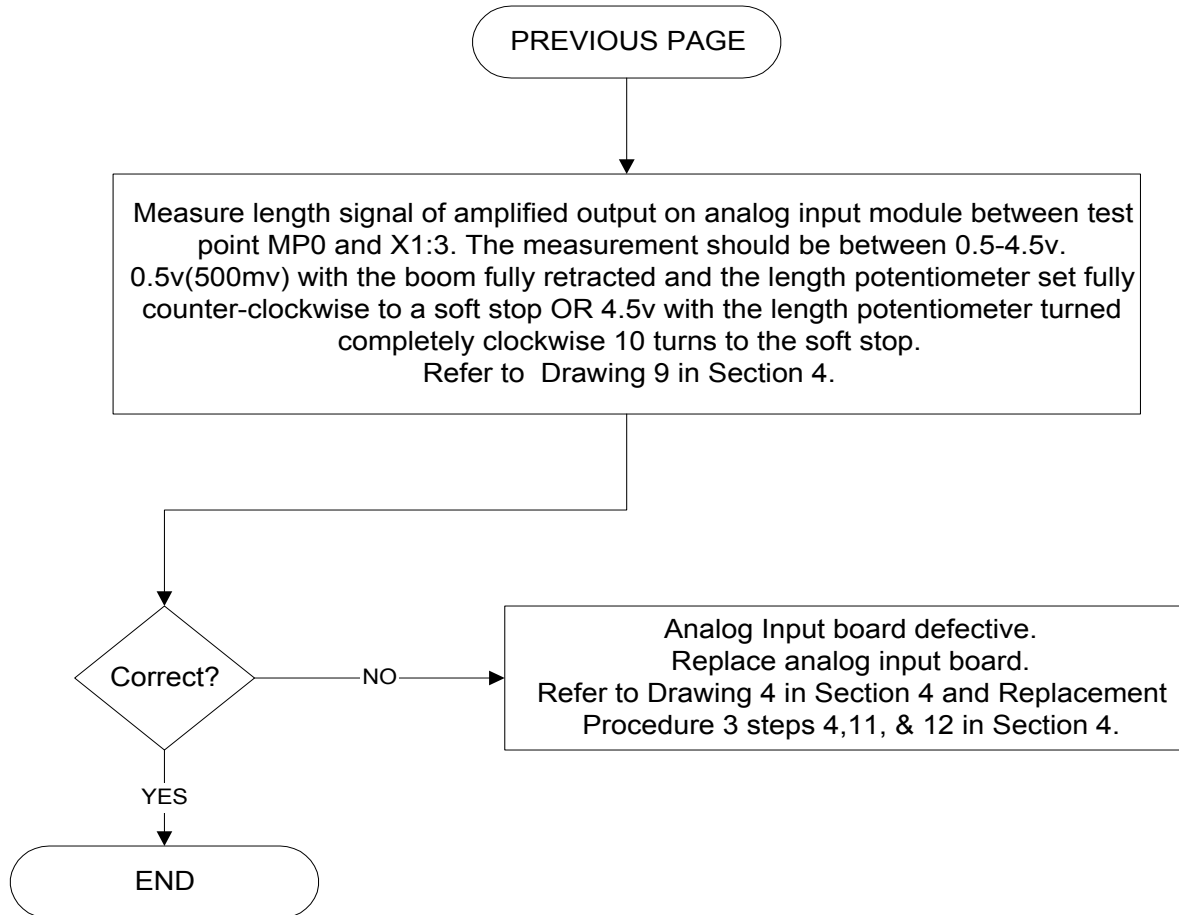 PREVIOUS PAGE
Measure length signal of amplified output on analog input module between test
point MP0 and X1:3. The measurement should be between 0.5-4.5v.
0.5v(500mv) with the boom fully retracted and the length potentiometer set fully
counter-clockwise to a soft stop OR 4.5v with the length potentiometer turned
completely clockwise 10 turns to the soft stop.
Refer to  Drawing 9 in Section 4.
Correct?
NO
Analog Input board defective.
Replace analog input board.
Refer to Drawing 4 in Section 4 and Replacement
Procedure 3 steps 4,11, & 12 in Section 4.
YES
END